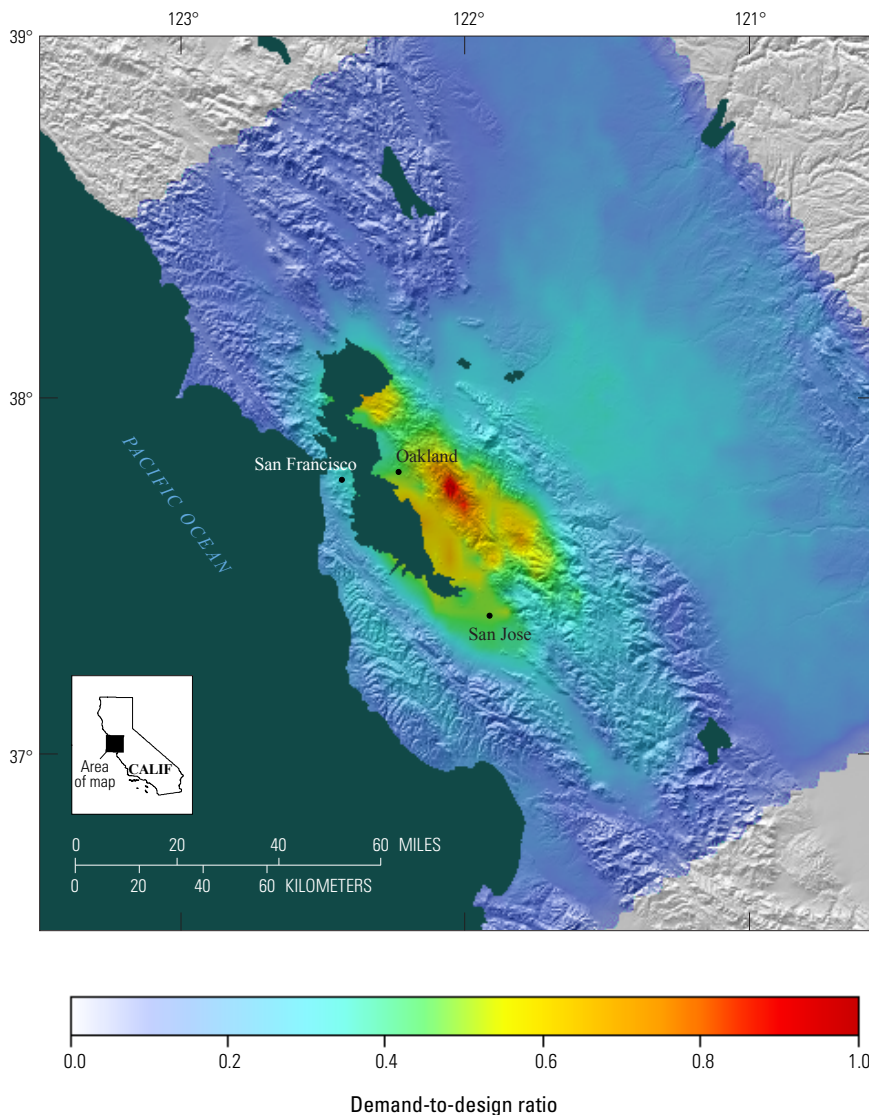 123°
122°
121°
39°
38°
37°
PACIFIC OCEAN
San Francisco
Oakland
San Jose
Area
of map
CALIF
0 20 40 60 MILES
0 20 40 60 KILOMETERS
0.0 0.2 0.4 0.6 0.8 1.0
Demand-to-design ratio